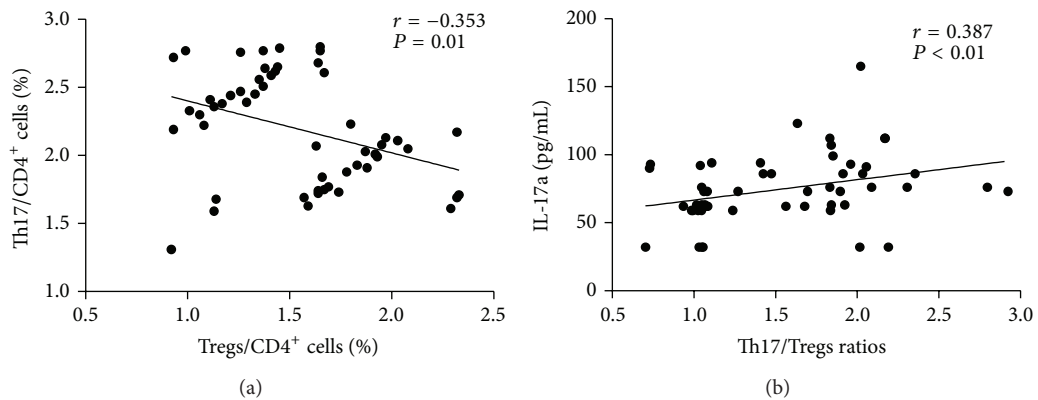 r = −0.353
P = 0.01
3.0
2.5
2.0
1.5
1.0
Th17/CD4⁺ cells (%)
0.5 1.0 1.5 2.0 2.5
Tregs/CD4⁺ cells (%)
(a)
r = 0.387
P < 0.01
200
150
100
50
0
IL-17a (pg/mL)
0.5 1.0 1.5 2.0 2.5 3.0
Th17/Tregs ratios
(b)